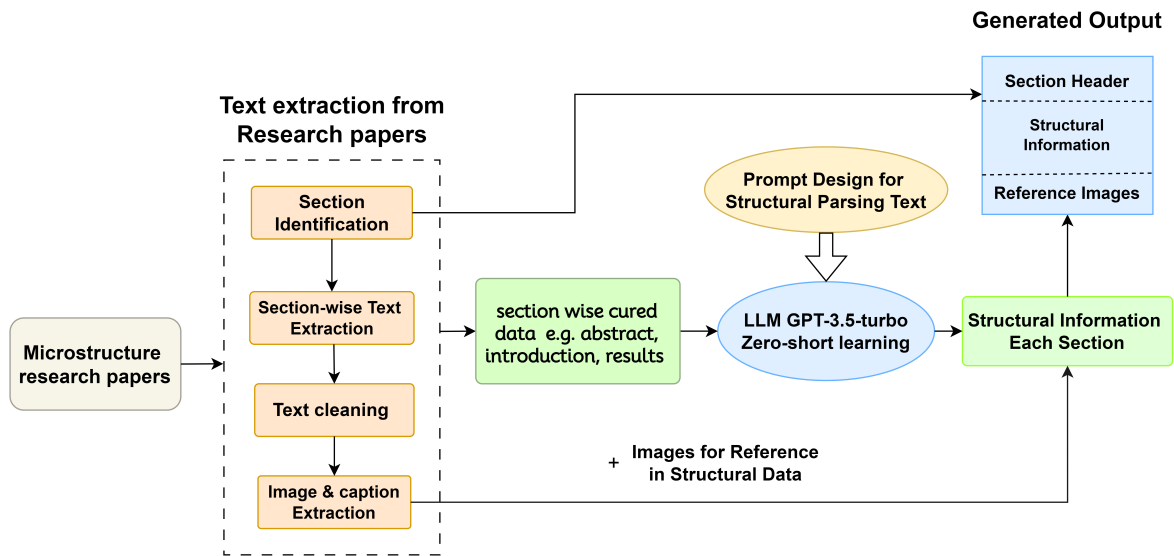 Generated Output
Section Header
Structural
Information
Reference Images
Text extraction from
Research papers
Section
Identification
Section-wise Text
Extraction
Text cleaning
Image & caption
Extraction
Microstructure
research papers
section wise cured
data e.g. abstract,
introduction, results
Prompt Design for
Structural Parsing Text
LLM GPT-3.5-turbo
Zero-short learning
Structural Information
Each Section
+ Images for Reference
in Structural Data